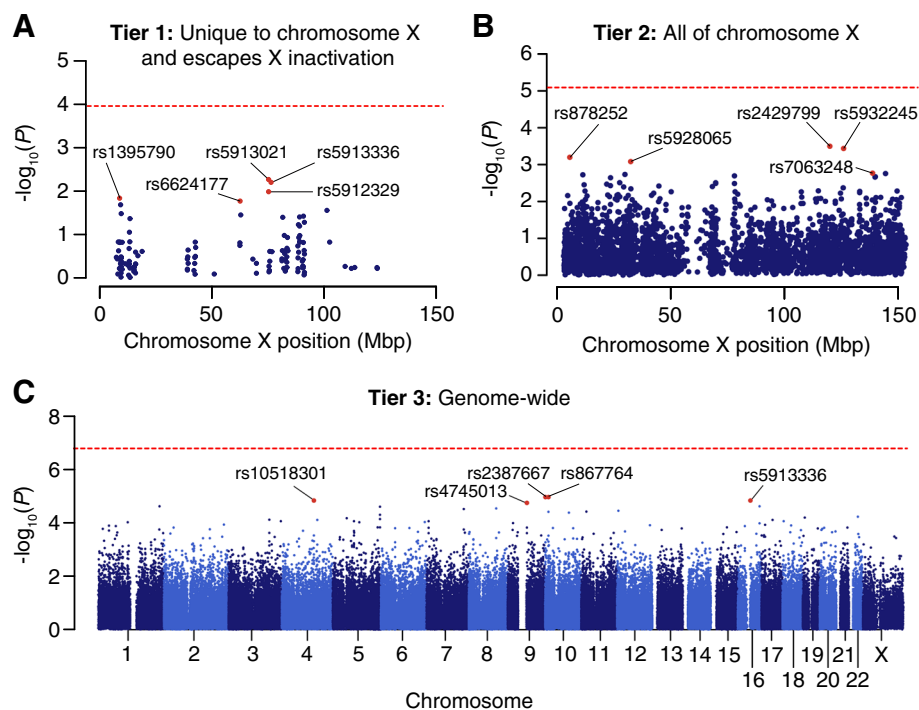 A
Tier 1: Unique to chromosome X
and escapes X inactivation
5
4
3
2
1
0
-log10(P)
rs1395790
rs5913021
rs5913336
rs6624177
rs5912329
0
50
100
150
Chromosome X position (Mbp)
B
Tier 2: All of chromosome X
6
5
4
3
2
1
0
-log10(P)
rs878252
rs5928065
rs2429799
rs5932245
rs7063248
0
50
100
150
Chromosome X position (Mbp)
C
Tier 3: Genome-wide
8
6
4
2
0
-log10(P)
rs10518301
rs4745013
rs2387667
rs867764
rs5913336
1 2 3 4 5 6 7 8 9 10 11 12 13 14 15 17 19 21 X
16 18 20 22
Chromosome